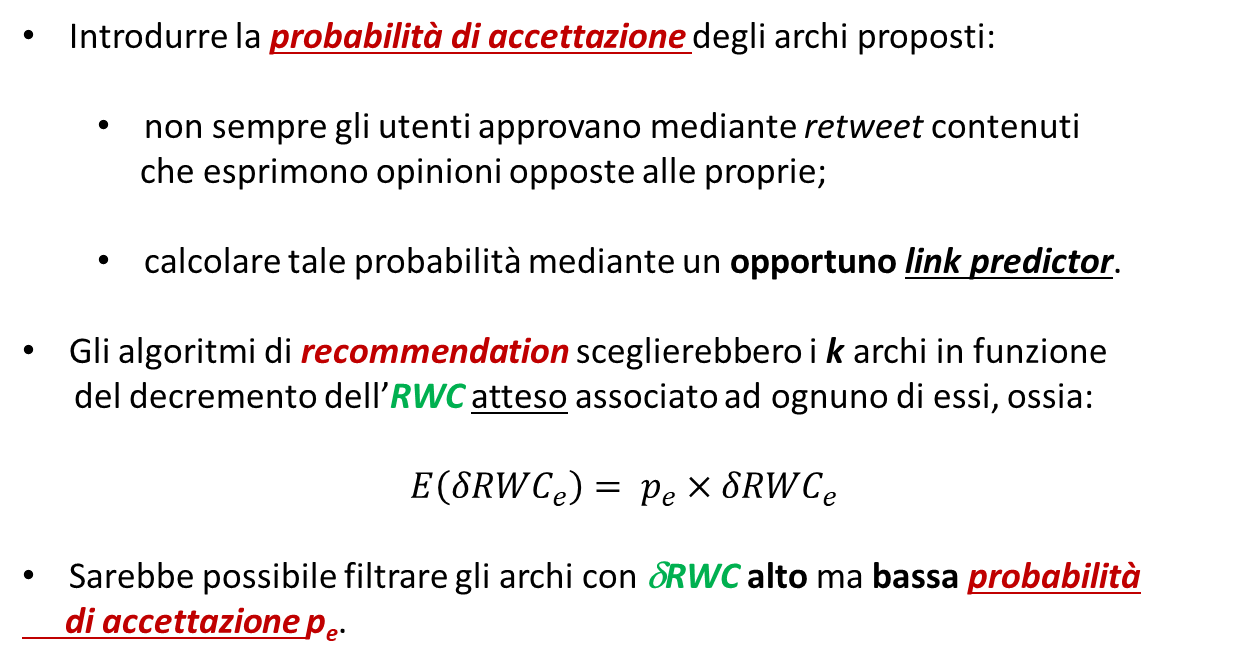 • Introdurre la probabilità di accettazione degli archi proposti:
• non sempre gli utenti approvano mediante retweet contenuti
che esprimono opinioni opposte alle proprie;
• calcolare tale probabilità mediante un opportuno link predictor.
• Gli algoritmi di recommendation sceglierebbero i k archi in funzione
del decremento dell’RWC atteso associato ad ognuno di essi, ossia:
E(δRWCₑ) = pₑ × δRWCₑ
• Sarebbe possibile filtrare gli archi con δRWC alto ma bassa probabilità
di accettazione pₑ.